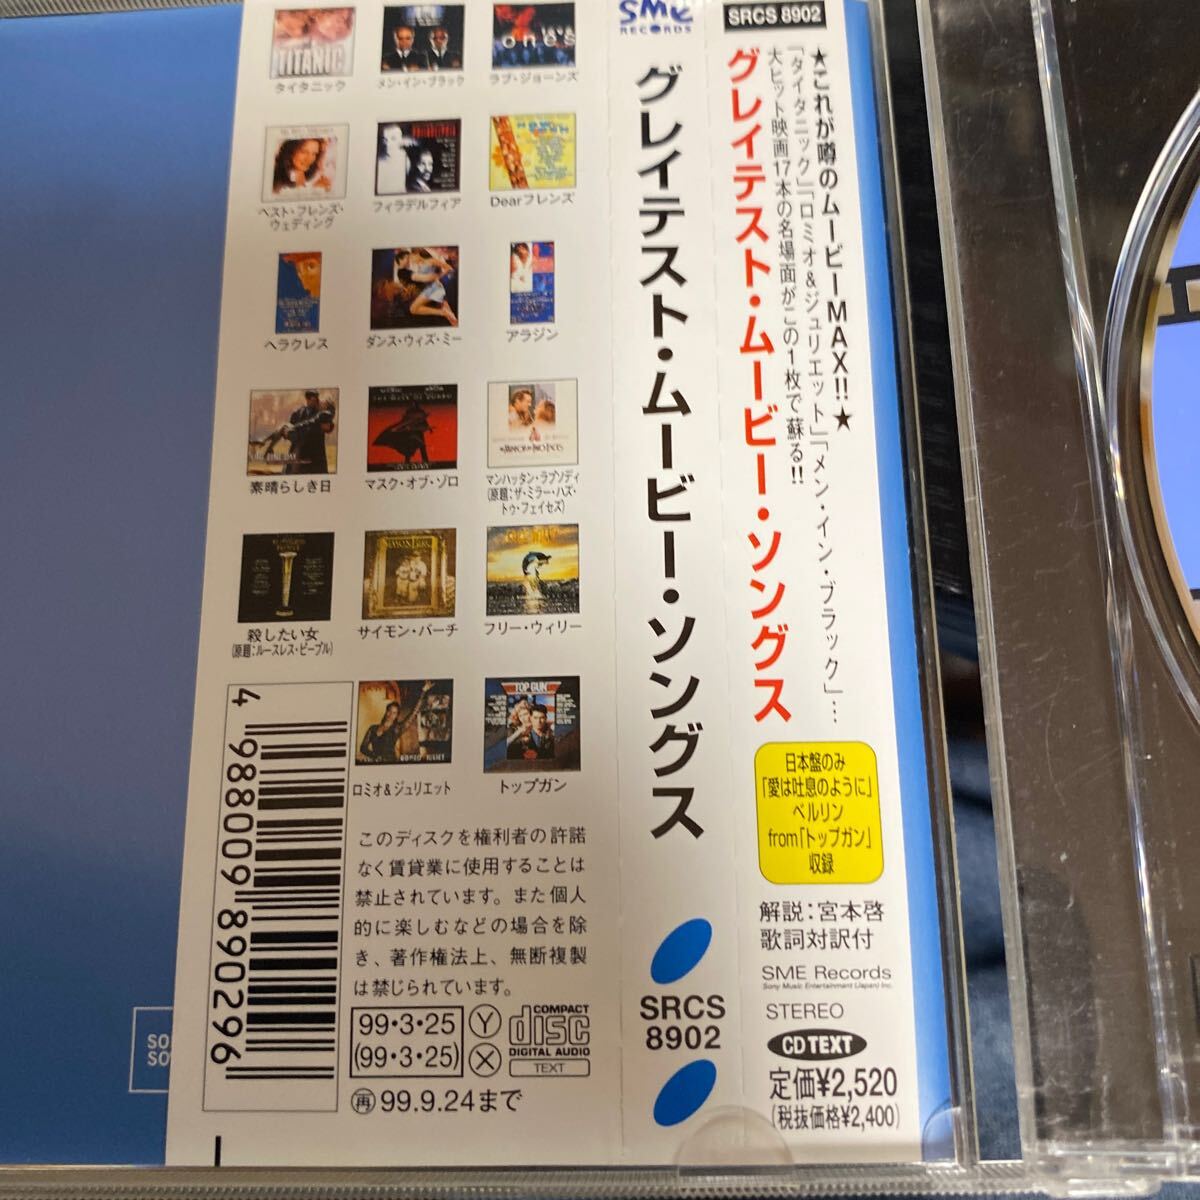 TITANIC
タイタニック
メン・イン・ブラック
ones
ラブ・ジョーンズ
ベスト・フレンズ・
ウェディング
PHILADELPHIA
フィラデルフィア
Dearフレンズ
ヘラクレス
ダンス・ウィズ・ミー
アラジン
ONE FINE DAY
素晴らしき日
THE MASK OF ZORRO
マスク・オブ・ゾロ
マンハッタン・ラプソディ
(原題:ザ・ミラー・ハズ・
トゥ・フェイセズ)
殺したい女
(原題:ルースレス・ピープル)
SIMON BIRCH
サイモン・バーチ
フリー・ウィリー
ROMEO JULIET
ロミオ&ジュリエット
TOP GUN
トップガン
4 988009 890296
このディスクを権利者の許諾
なく賃貸業に使用することは
禁止されています。また個人
的に楽しむなどの場合を除
き、著作権法上、無断複製
は禁じられています。
99・3・25
(99・3・25)
Y
X
COMPACT
disc
DIGITAL AUDIO
TEXT
再99.9.24まで
SME
RECORDS
グレイテスト・ムービー・ソングス
SRCS
8902
SRCS 8902
★これが噂のムービーMAX!!★
「タイタニック」「ロミオ&ジュリエット」「メン・イン・ブラック」…
大ヒット映画17本の名場面がこの1枚で蘇る!!
グレイテスト・ムービー・ソングス
日本盤のみ
「愛は吐息のように」
ベルリン
from「トップガン」
収録
解説:宮本啓
歌詞対訳付
SME Records
Sony Music Entertainment (Japan) Inc.
STEREO
CD TEXT
定価¥2,520
(税抜価格¥2,400)